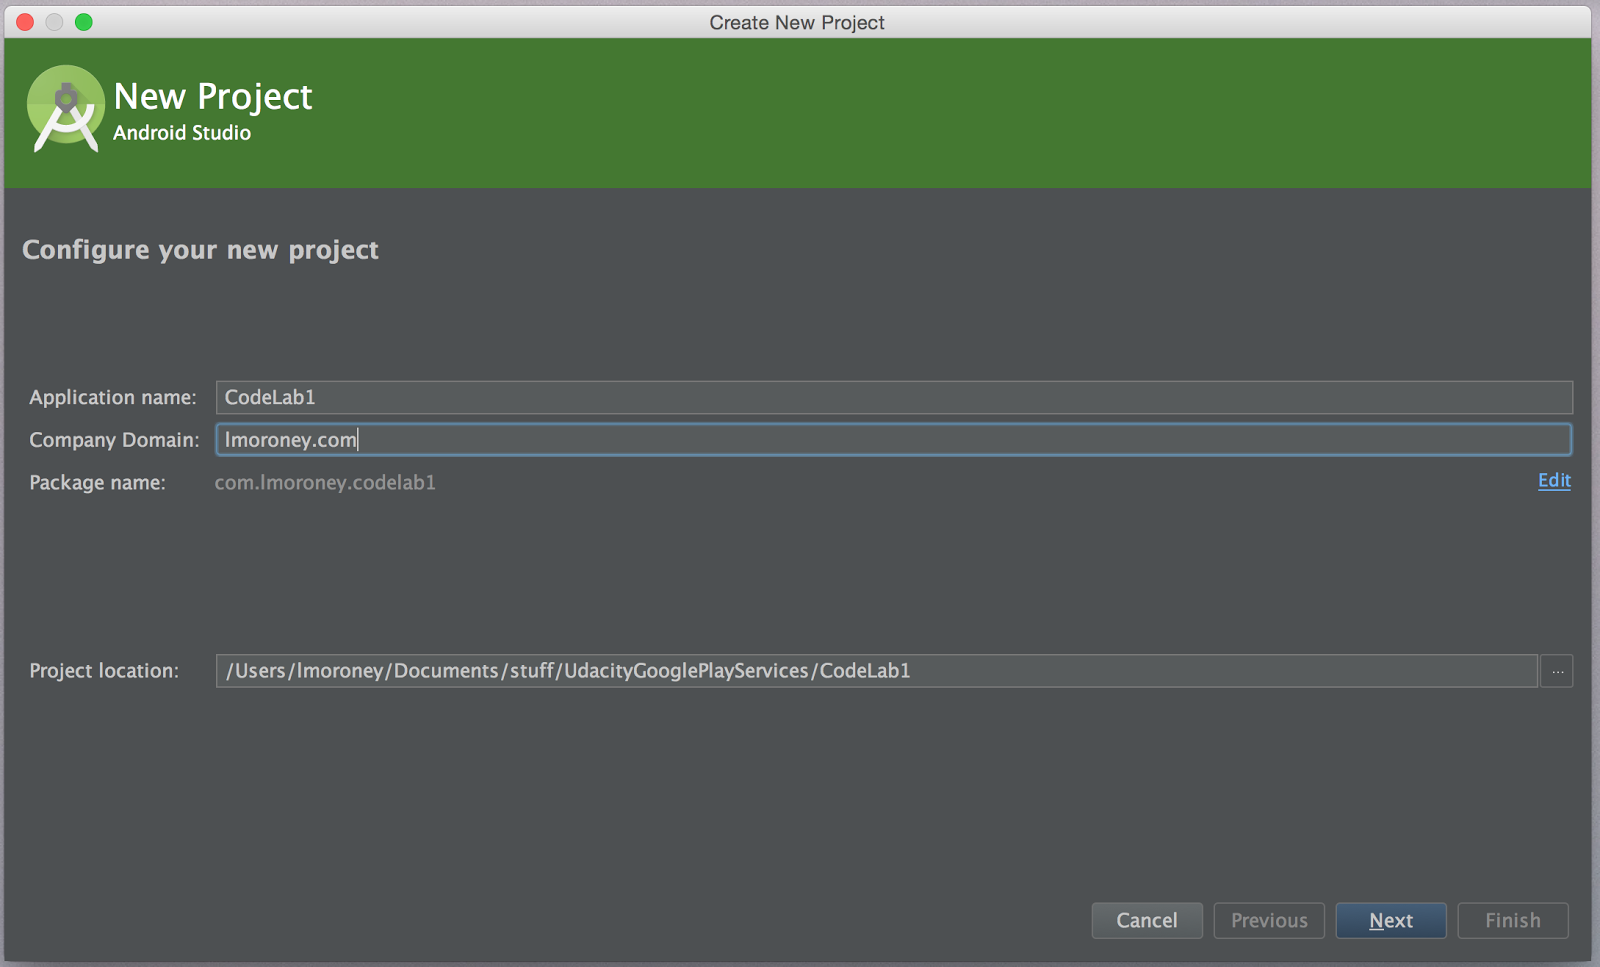 Create New Project
New Project
Android Studio
Configure your new project
Application name: CodeLab1
Company Domain: lmoroney.com
Package name: com.lmoroney.codelab1 Edit
Project location: /Users/lmoroney/Documents/stuff/UdacityGooglePlayServices/CodeLab1 ...
Cancel Previous Next Finish